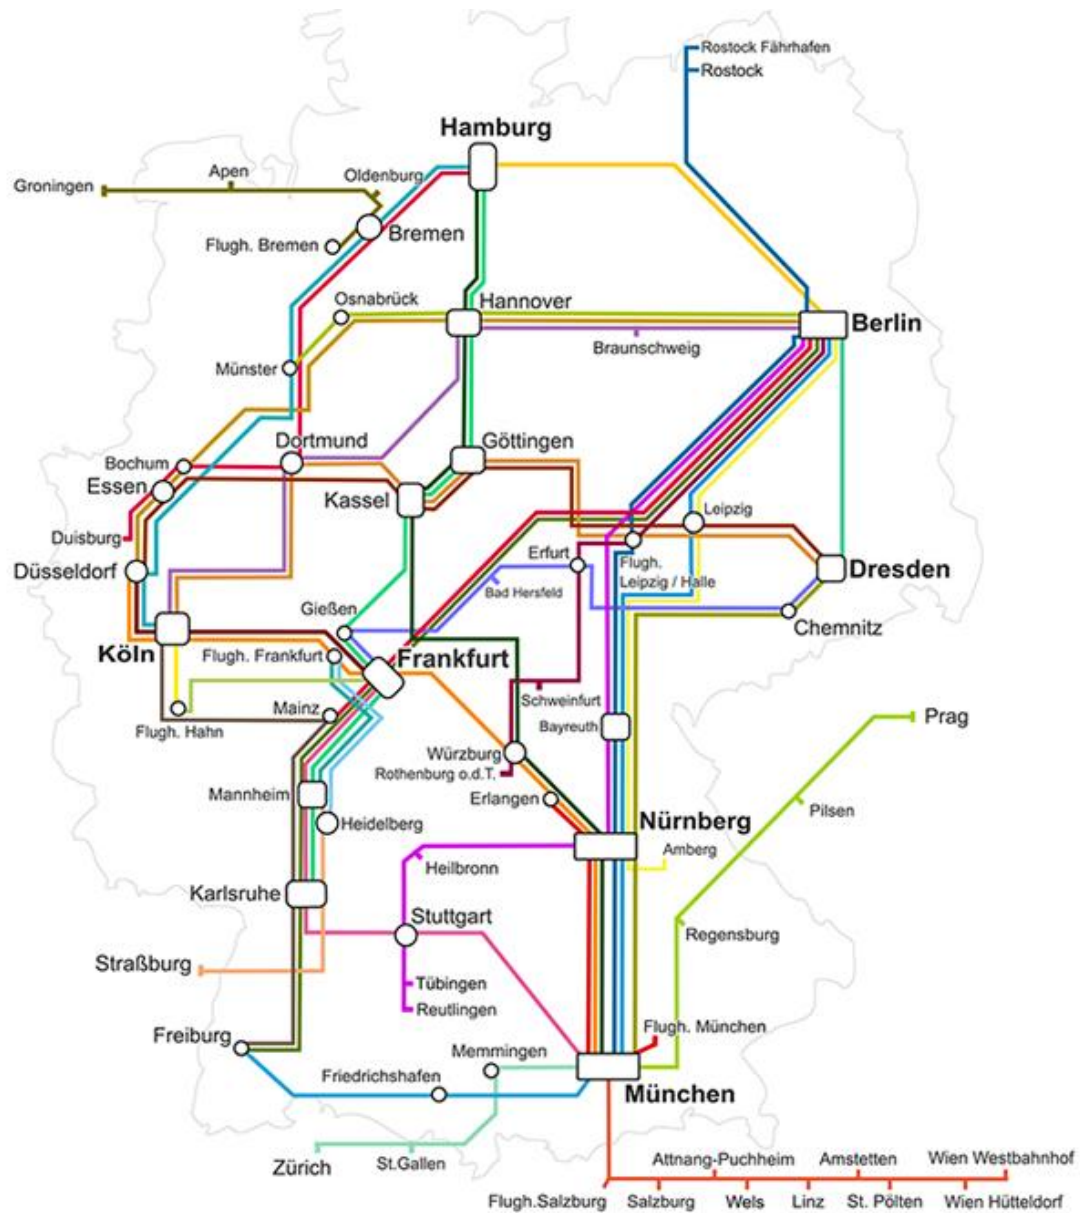 Rostock Fährhafen
Rostock
Hamburg
Apen
Oldenburg
Groningen
Bremen
Flugh. Bremen
Osnabrück
Hannover
Berlin
Braunschweig
Münster
Dortmund
Göttingen
Bochum
Essen
Kassel
Leipzig
Duisburg
Düsseldorf
Erfurt
Flugh.
Leipzig / Halle
Dresden
Bad Hersfeld
Gießen
Chemnitz
Köln
Flugh. Frankfurt
Frankfurt
Schweinfurt
Mainz
Flugh. Hahn
Bayreuth
Prag
Würzburg
Rothenburg o.d.T.
Mannheim
Erlangen
Pilsen
Heidelberg
Nürnberg
Amberg
Heilbronn
Karlsruhe
Stuttgart
Regensburg
Straßburg
Tübingen
Reutlingen
Flugh. München
Freiburg
Memmingen
Friedrichshafen
München
Zürich
St.Gallen
Attnang-Puchheim
Amstetten
Wien Westbahnhof
Flugh.Salzburg
Salzburg
Wels
Linz
St. Pölten
Wien Hütteldorf